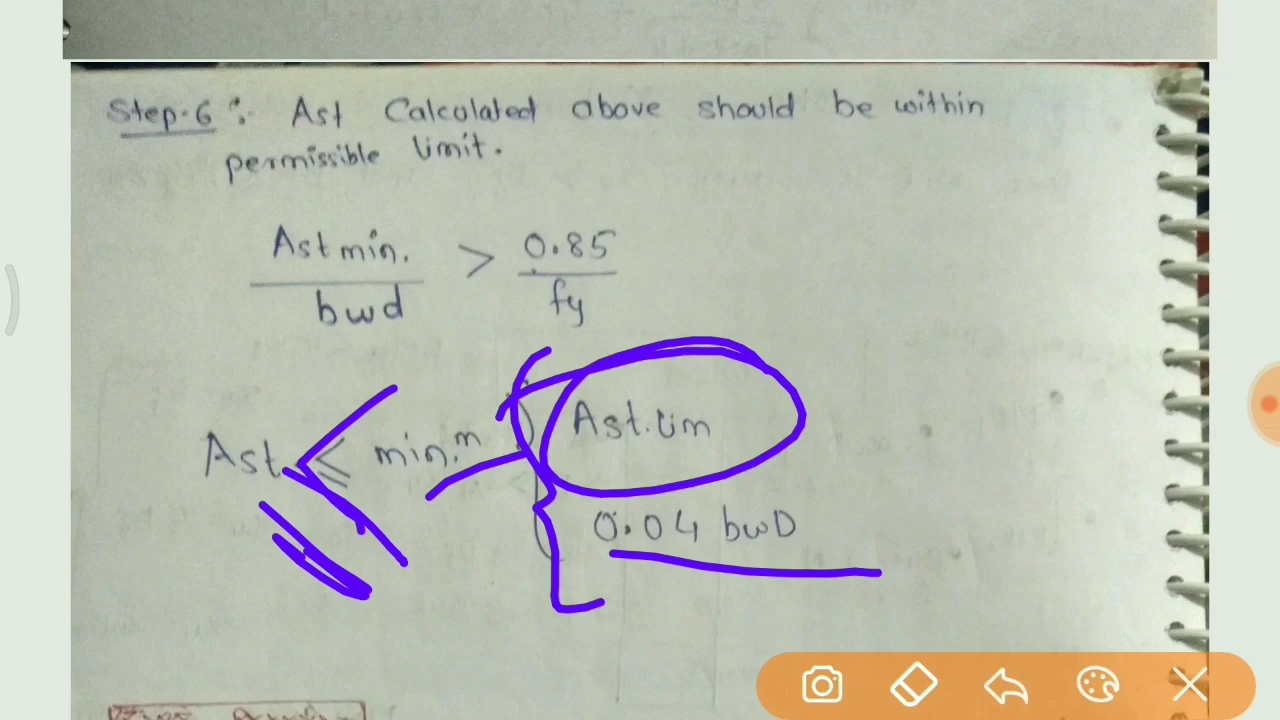 Step-6 :- Ast Calculated above should be within
permissible limit.
Ast min. / bwd > 0.85 / fy
Ast ≤ min.m { Ast.lim
0.04 bwD